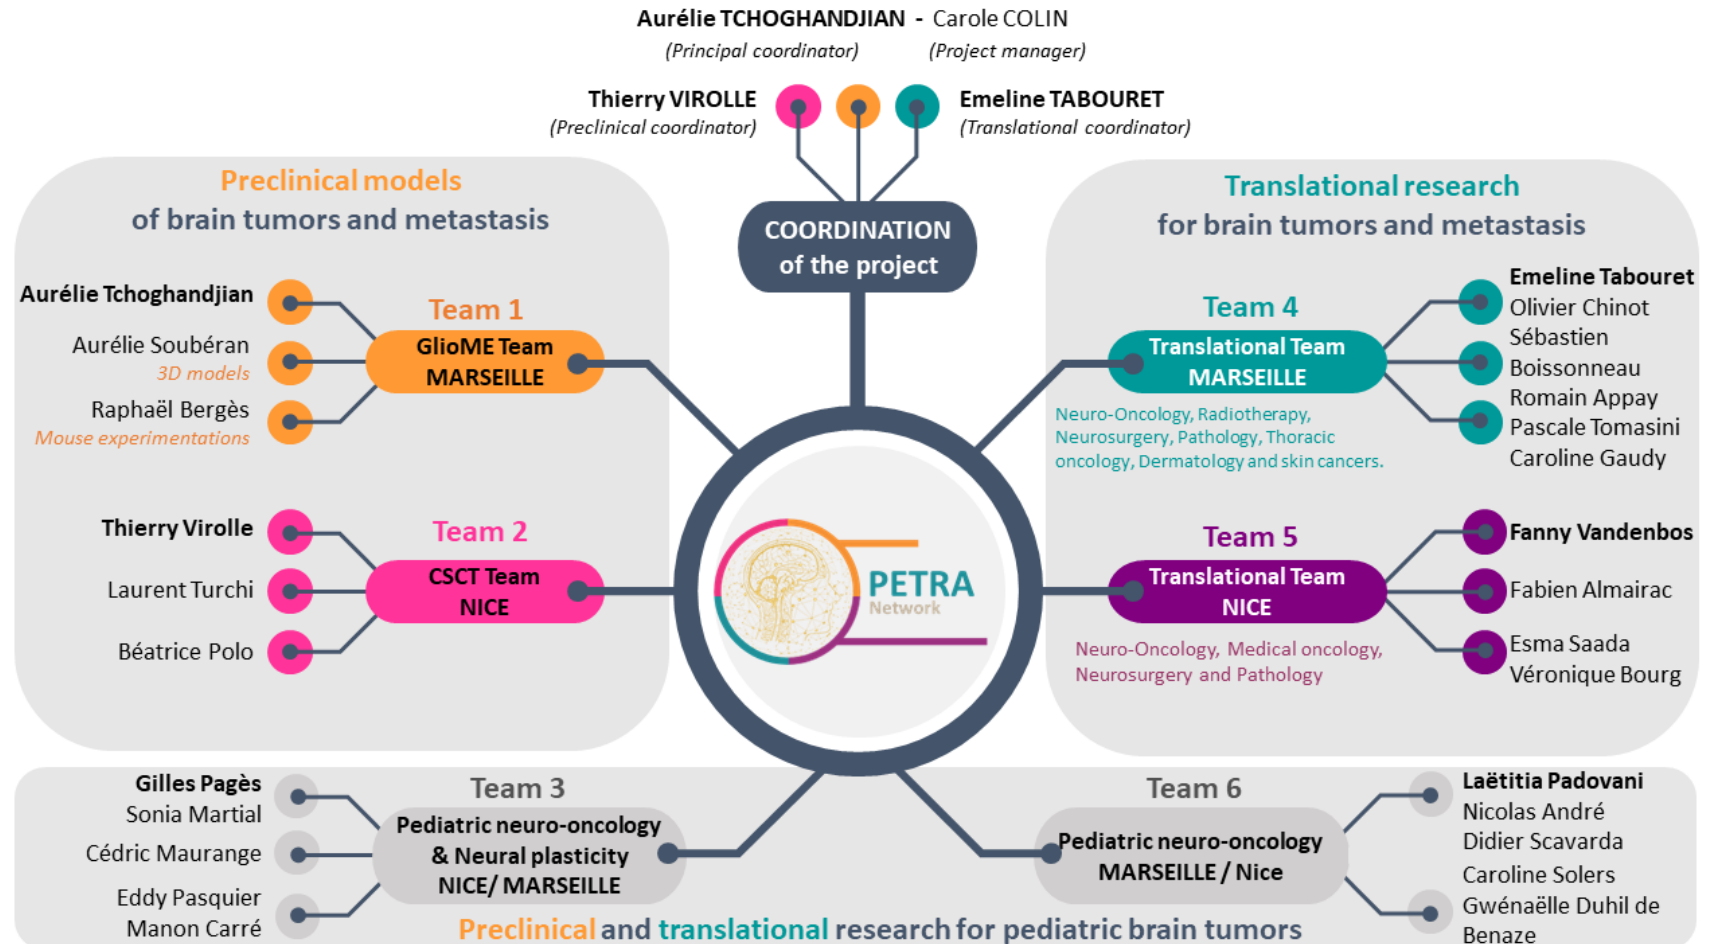 Aurélie TCHOGHANDJIAN - Carole COLIN
(Principal coordinator) (Project manager)
Thierry VIROLLE
(Preclinical coordinator)
Emeline TABOURET
(Translational coordinator)
COORDINATION
of the project
Preclinical models
of brain tumors and metastasis
Aurélie Tchoghandjian
Aurélie Soubéran
3D models
Raphaël Bergès
Mouse experimentations
Team 1
GlioME Team
MARSEILLE
Thierry Virolle
Laurent Turchi
Béatrice Polo
Team 2
CSCT Team
NICE
Translational research
for brain tumors and metastasis
Team 4
Translational Team
MARSEILLE
Neuro-Oncology, Radiotherapy,
Neurosurgery, Pathology, Thoracic
oncology, Dermatology and skin cancers.
Emeline Tabouret
Olivier Chinot
Sébastien
Boissonneau
Romain Appay
Pascale Tomasini
Caroline Gaudy
Team 5
Translational Team
NICE
Neuro-Oncology, Medical oncology,
Neurosurgery and Pathology
Fanny Vandenbos
Fabien Almairac
Esma Saada
Véronique Bourg
PETRA
Network
Gilles Pagès
Sonia Martial
Cédric Maurange
Eddy Pasquier
Manon Carré
Team 3
Pediatric neuro-oncology
& Neural plasticity
NICE/ MARSEILLE
Team 6
Pediatric neuro-oncology
MARSEILLE / Nice
Laëtitia Padovani
Nicolas André
Didier Scavarda
Caroline Solers
Gwénaëlle Duhil de
Benaze
Preclinical and translational research for pediatric brain tumors